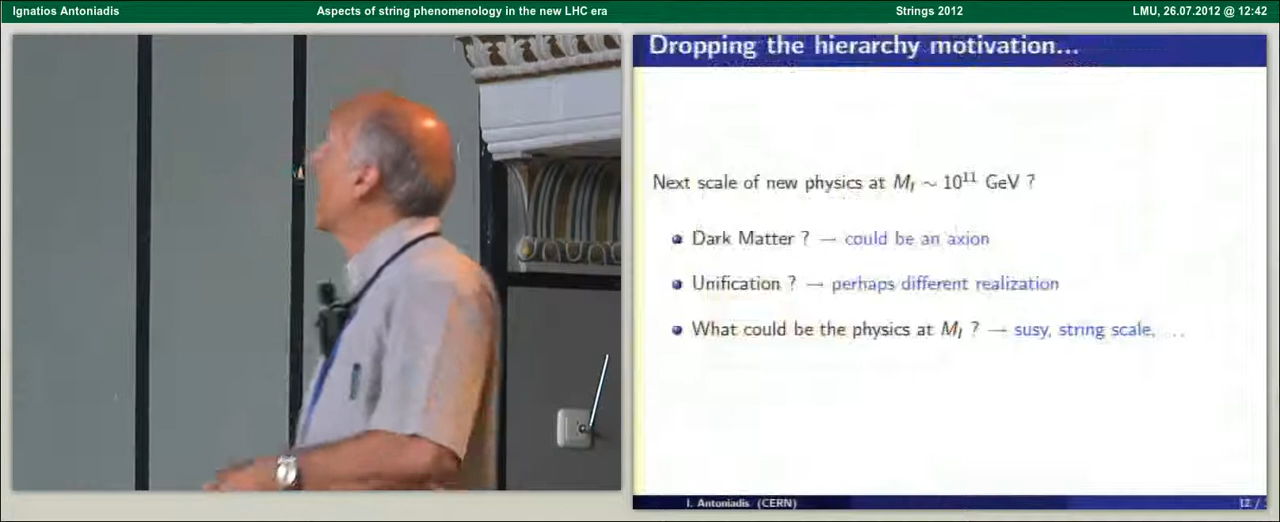 Ignatios Antoniadis Aspects of string phenomenology in the new LHC era Strings 2012 LMU, 26.07.2012 @ 12:42
Dropping the hierarchy motivation...
Next scale of new physics at M_I ∼ 10^11 GeV ?
Dark Matter ? → could be an axion
Unification ? → perhaps different realization
What could be the physics at M_I ? → susy, string scale, ...
I. Antoniadis (CERN) 12 /